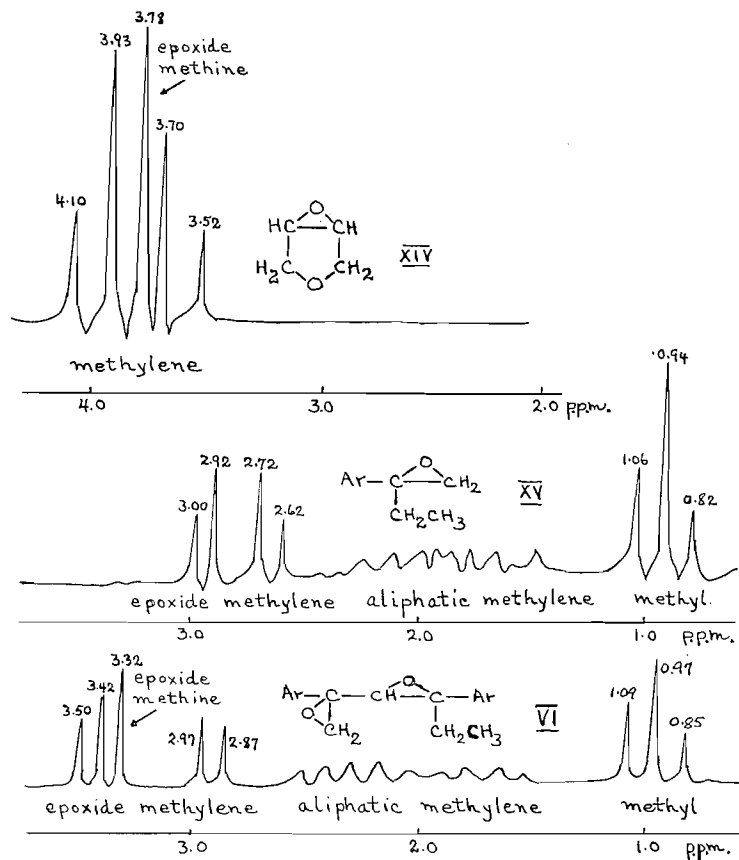 3.78
3.93
epoxide
methine
3.70
4.10
3.52
O
HC CH
XIV
H2C CH2
O
methylene
4.0 3.0 2.0 p.p.m.
0.94
2.92 2.72
1.06
O
Ar-C CH2
XV
3.00
2.62
0.82
CH2CH3
epoxide methylene aliphatic methylene methyl.
3.0 2.0 1.0 p.p.m.
3.32
epoxide
methine
3.42
3.50
0.97
1.09
O
Ar-C-CH C-Ar
VI
O
CH2 CH2CH3
2.97 2.87
0.85
epoxide methylene aliphatic methylene methyl
3.0 2.0 1.0 p.p.m.